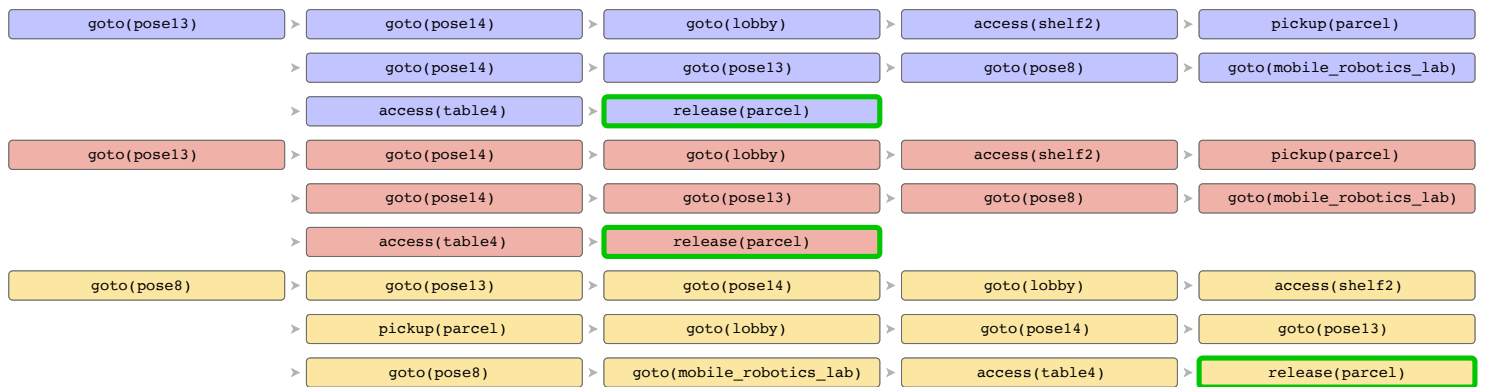 goto(pose13) goto(pose14) goto(lobby) access(shelf2) pickup(parcel)
goto(pose14) goto(pose13) goto(pose8) goto(mobile_robotics_lab)
access(table4) release(parcel)
goto(pose13) goto(pose14) goto(lobby) access(shelf2) pickup(parcel)
goto(pose14) goto(pose13) goto(pose8) goto(mobile_robotics_lab)
access(table4) release(parcel)
goto(pose8) goto(pose13) goto(pose14) goto(lobby) access(shelf2)
pickup(parcel) goto(lobby) goto(pose14) goto(pose13)
goto(pose8) goto(mobile_robotics_lab) access(table4) release(parcel)